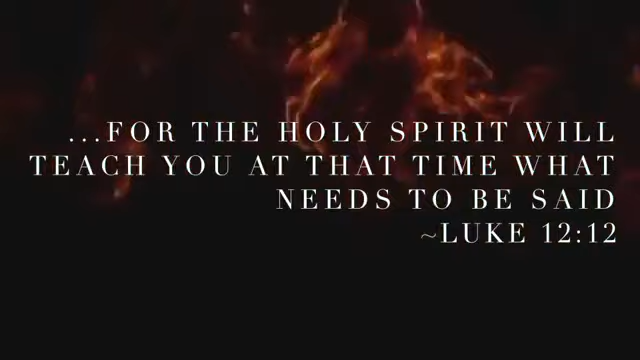 ...FOR THE HOLY SPIRIT WILL
TEACH YOU AT THAT TIME WHAT
NEEDS TO BE SAID
~LUKE 12:12